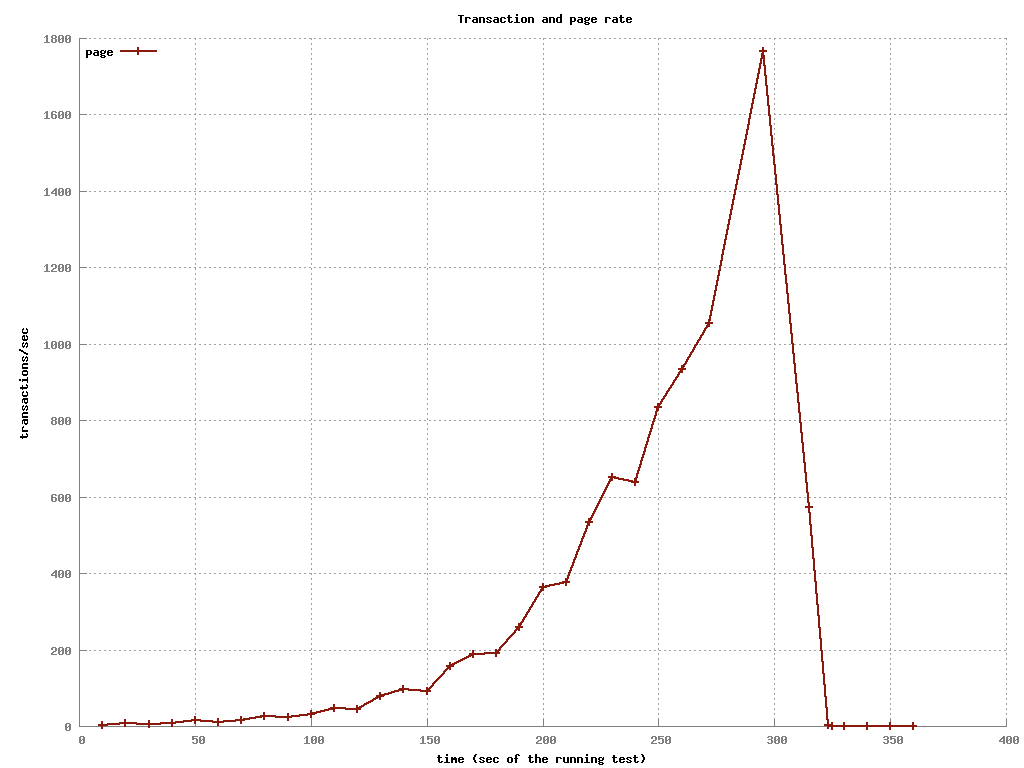 Transaction and page rate
1800
page
1600
1400
1200
1000
800
600
400
200
0
transactions/sec
0 50 100 150 200 250 300 350 400
time (sec of the running test)